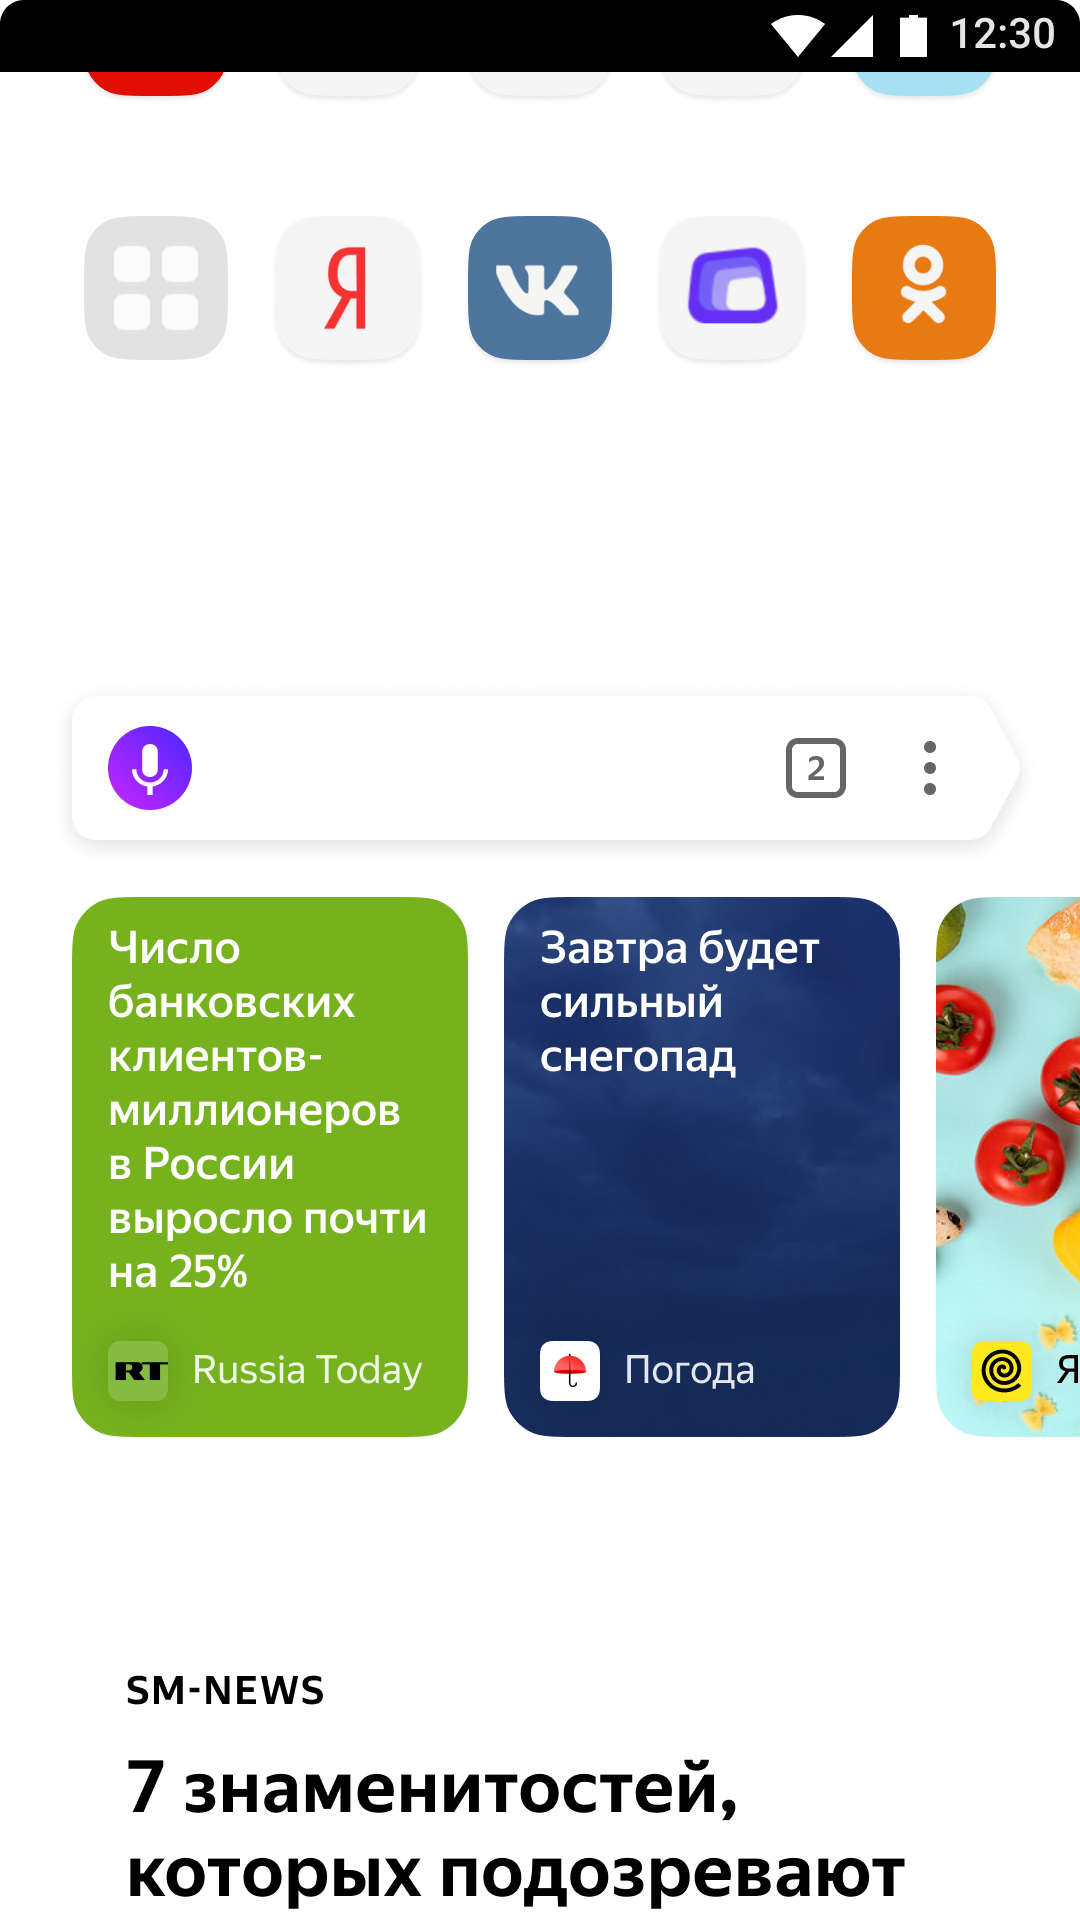 12:30
Я
2
Число
банковских
клиентов-
миллионеров
в России
выросло почти
на 25%
RT Russia Today
Завтра будет
сильный
снегопад
Погода
Я
SM-NEWS
7 знаменитостей,
которых подозревают